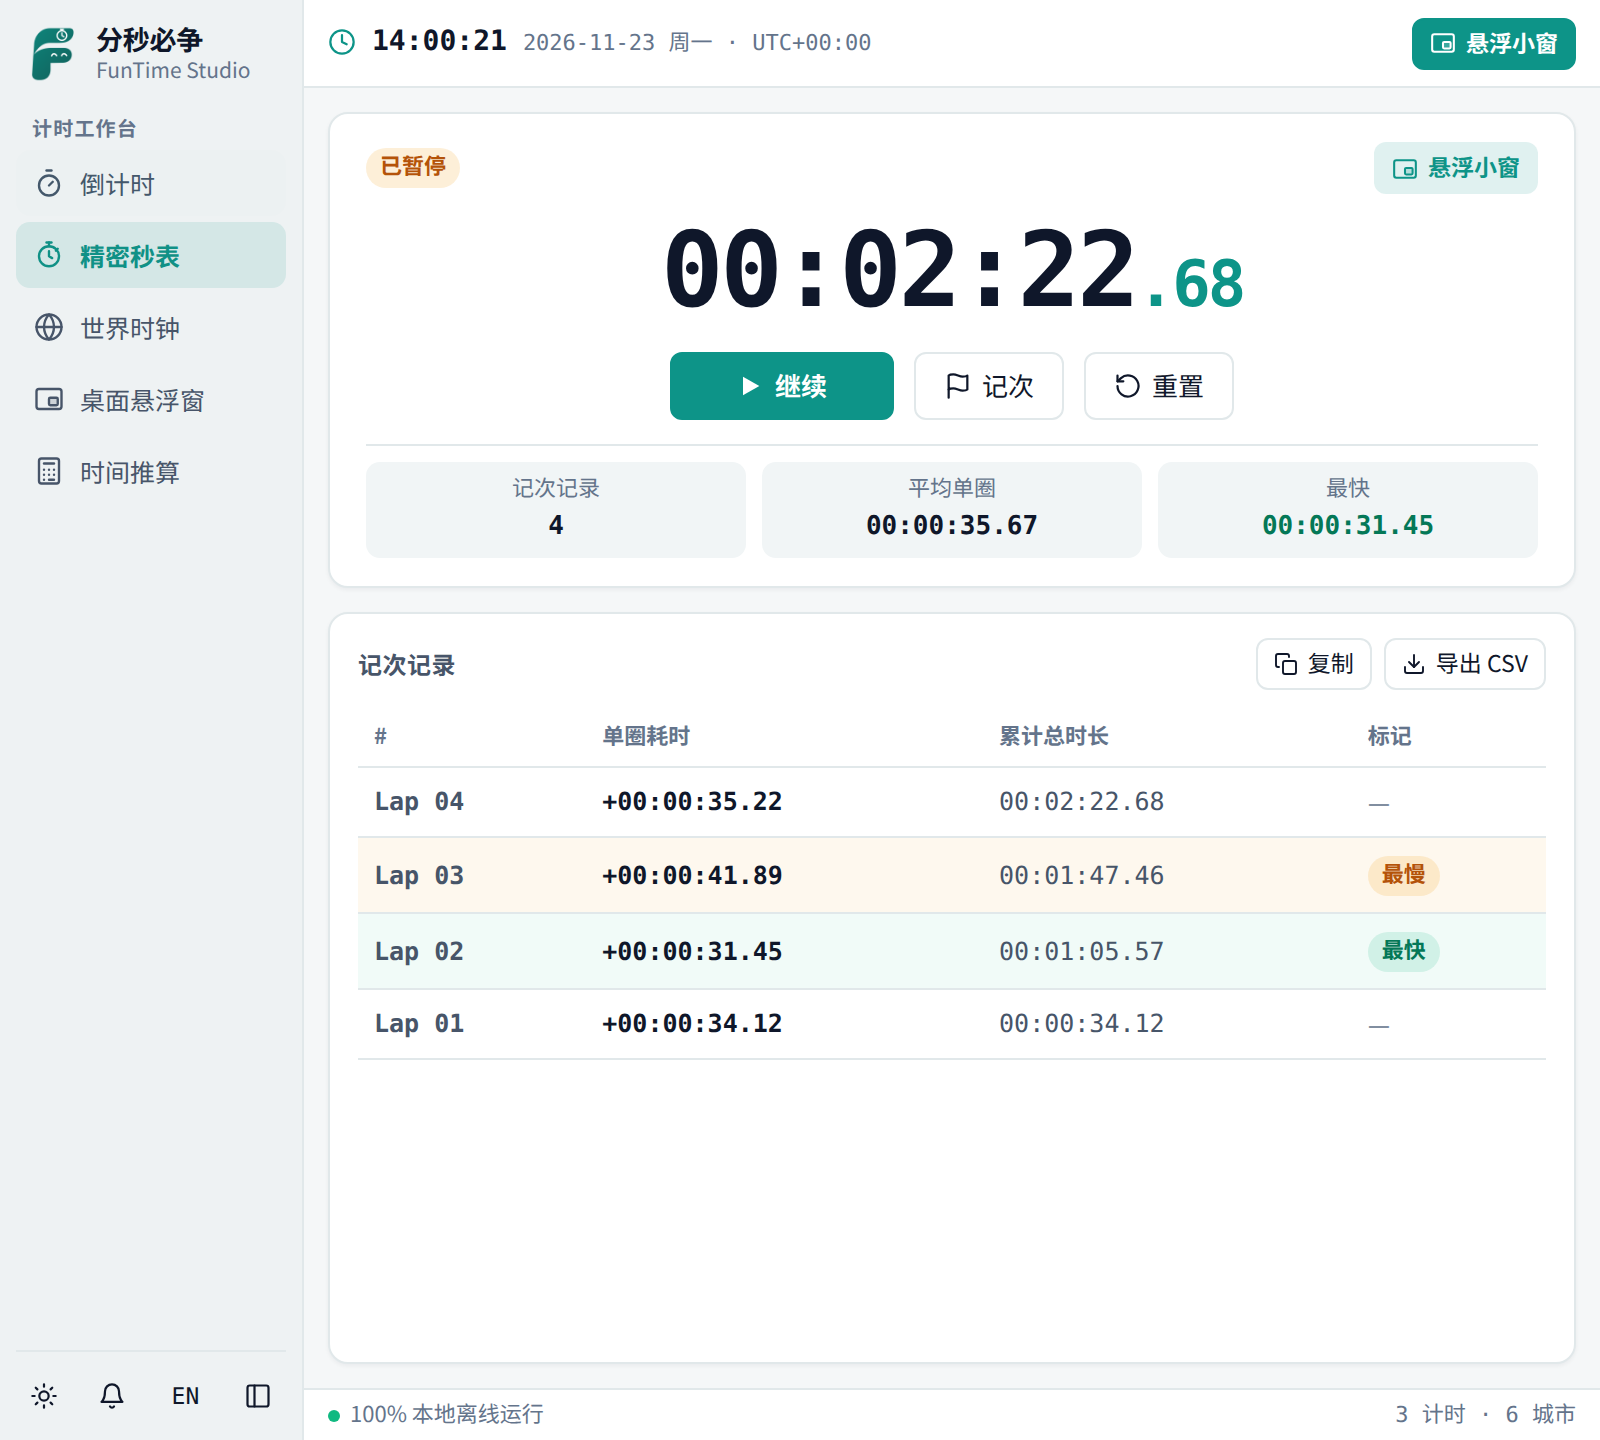 分秒必争
FunTime Studio
计时工作台
倒计时
精密秒表
世界时钟
桌面悬浮窗
时间推算
EN
14:00:21 2026-11-23 周一 · UTC+00:00
悬浮小窗
已暂停
悬浮小窗
00:02:22.68
继续
记次
重置
记次记录
4
平均单圈
00:00:35.67
最快
00:00:31.45
记次记录
复制
导出 CSV
# 单圈耗时 累计总时长 标记
Lap 04 +00:00:35.22 00:02:22.68 —
Lap 03 +00:00:41.89 00:01:47.46 最慢
Lap 02 +00:00:31.45 00:01:05.57 最快
Lap 01 +00:00:34.12 00:00:34.12 —
100% 本地离线运行
3 计时 · 6 城市